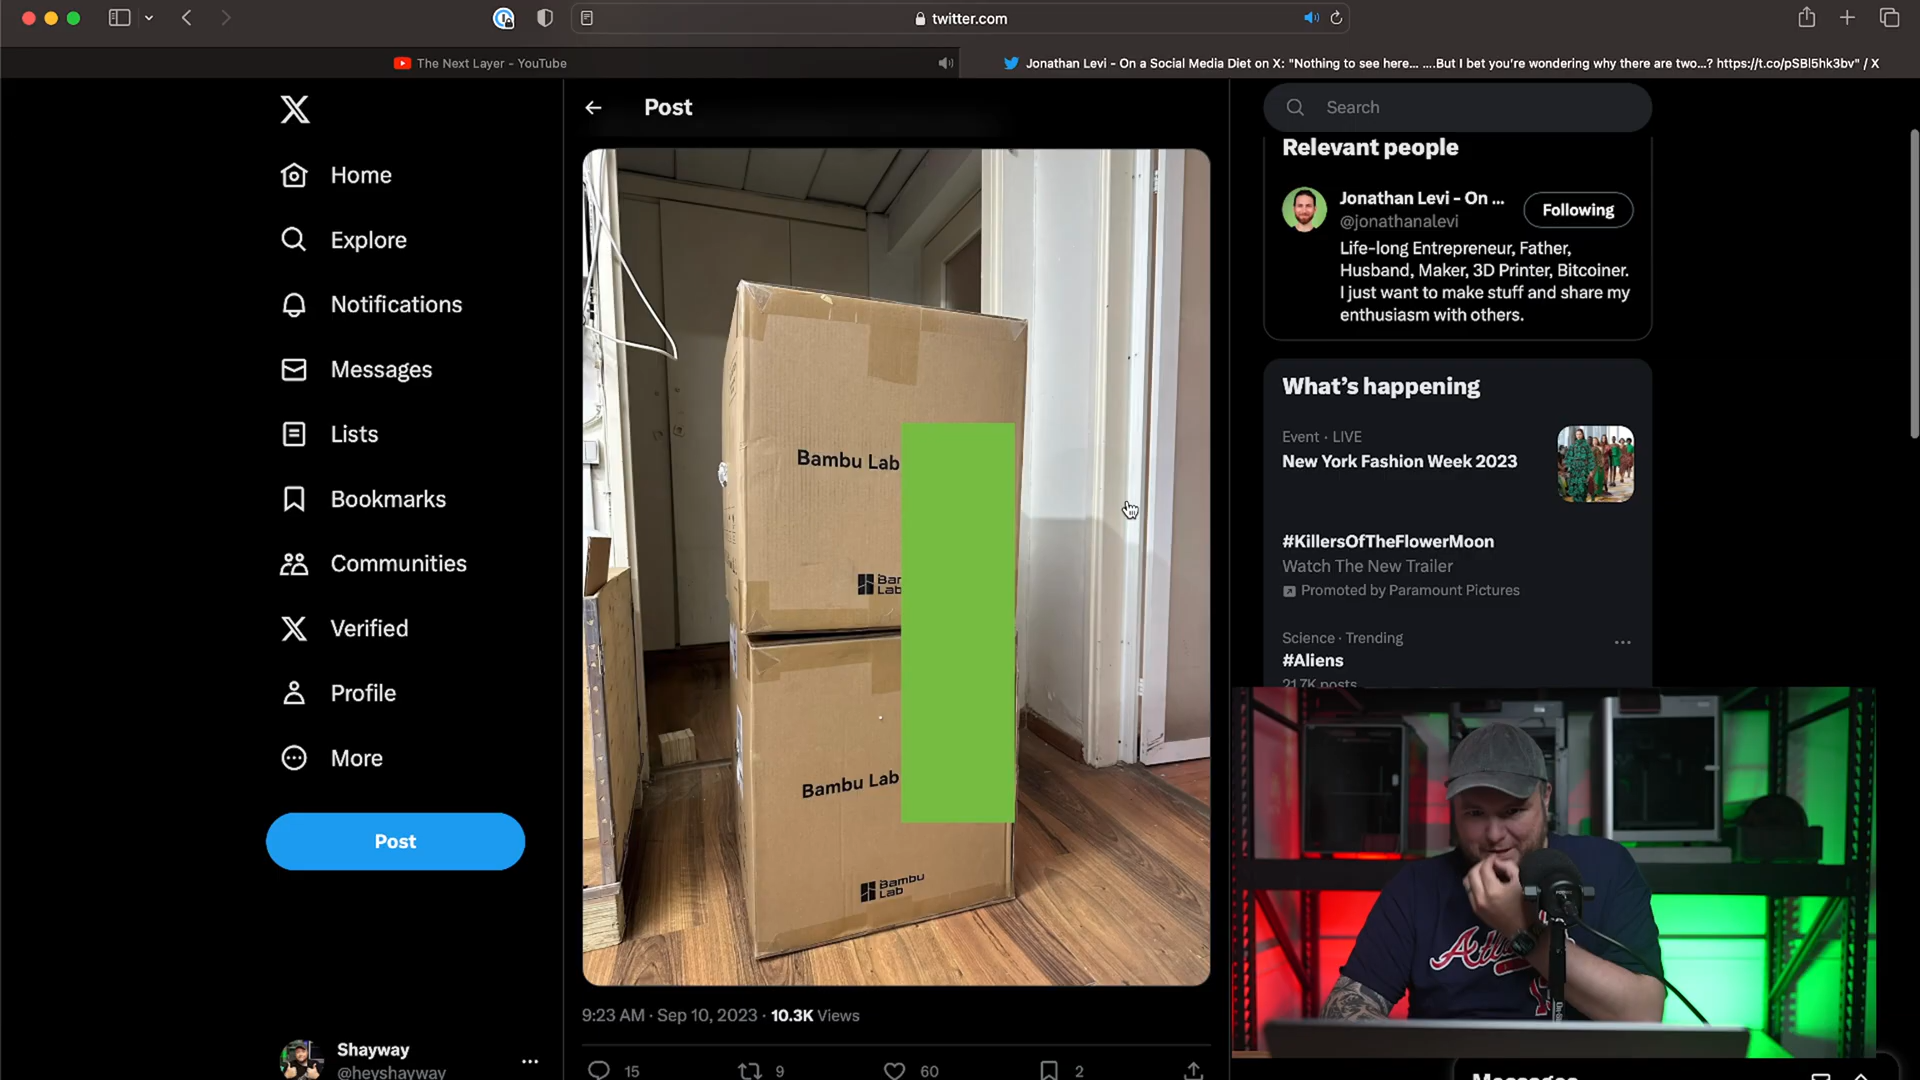 twitter.com
The Next Layer - YouTube
Jonathan Levi - On a Social Media Diet on X: "Nothing to see here... ....But I bet you're wondering why there are two...? https://t.co/pSBl5hk3bv" / X
Home
Explore
Notifications
Messages
Lists
Bookmarks
Communities
Verified
Profile
More
Post
Shayway
@heyshayway
Post
Bambu Lab
Bambu Lab
Bambu
Lab
9:23 AM · Sep 10, 2023 · 10.3K Views
15
9
60
2
Search
Relevant people
Jonathan Levi - On ...
Following
@jonathanalevi
Life-long Entrepreneur, Father,
Husband, Maker, 3D Printer, Bitcoiner.
I just want to make stuff and share my
enthusiasm with others.
What's happening
Event · LIVE
New York Fashion Week 2023
#KillersOfTheFlowerMoon
Watch The New Trailer
Promoted by Paramount Pictures
Science · Trending
#Aliens
217K posts
Messages